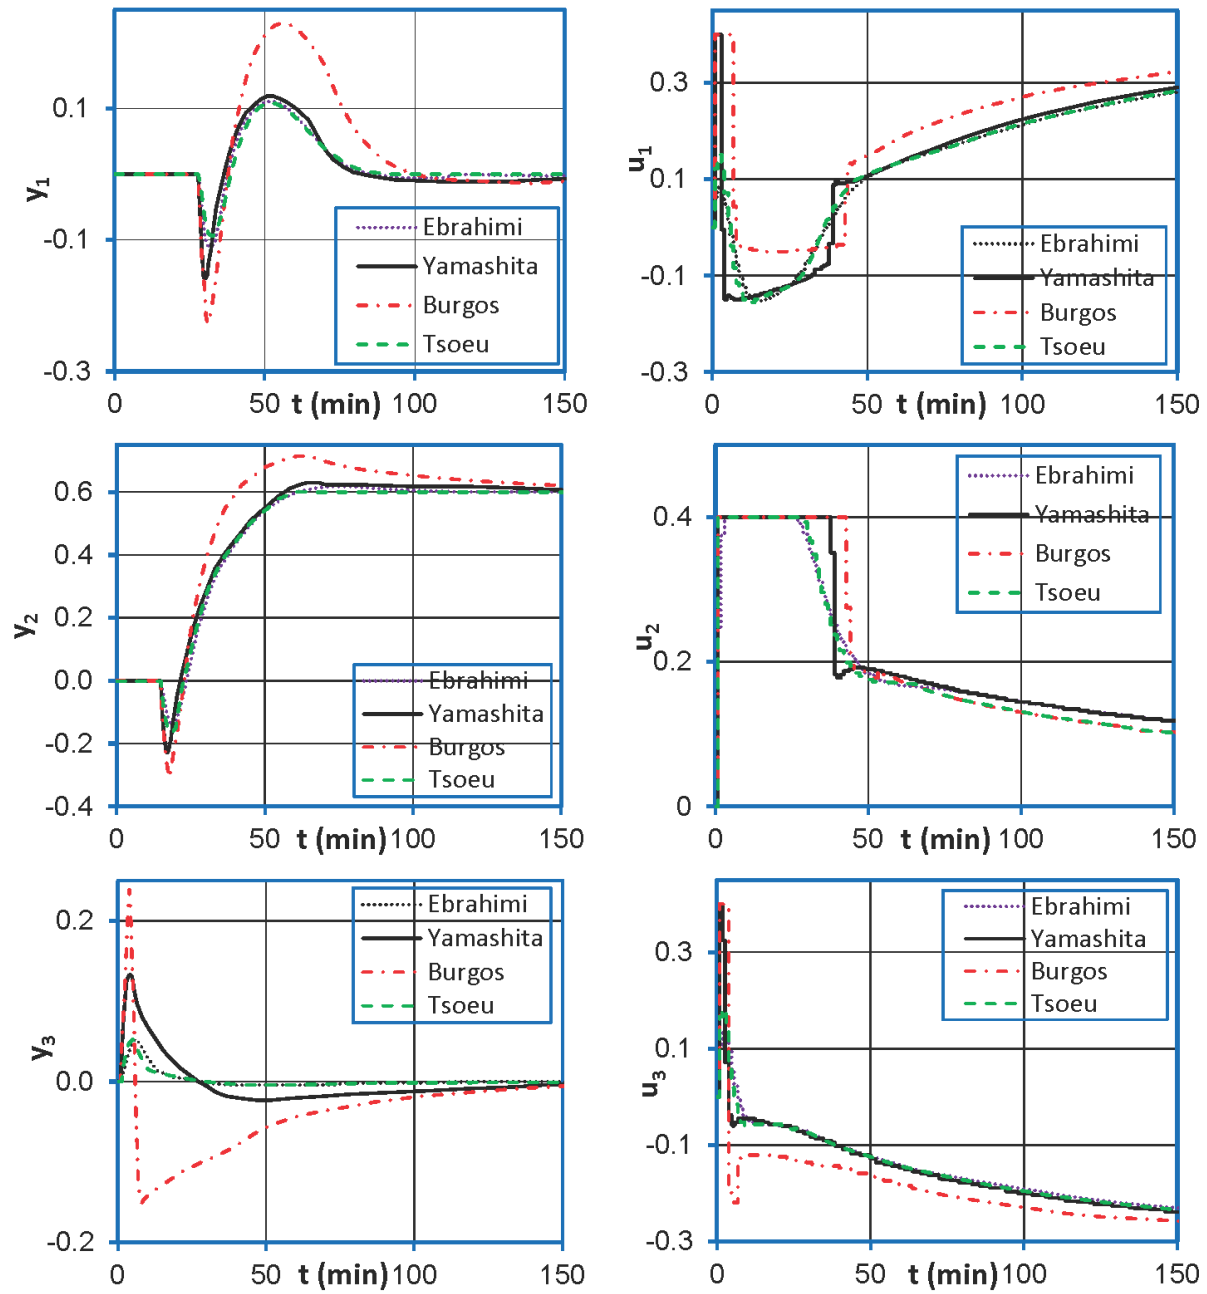 y1
0.1
-0.1
-0.3
Ebrahimi
Yamashita
Burgos
Tsoeu
0 50 t (min) 100 150
u1
0.3
0.1
-0.1
-0.3
Ebrahimi
Yamashita
Burgos
Tsoeu
0 50 t (min) 100 150
y2
0.6
0.4
0.2
0.0
-0.2
-0.4
Ebrahimi
Yamashita
Burgos
Tsoeu
0 50 t (min) 100 150
u2
0.4
0.2
0
Ebrahimi
Yamashita
Burgos
Tsoeu
0 50 t (min) 100 150
y3
0.2
0.0
-0.2
Ebrahimi
Yamashita
Burgos
Tsoeu
0 50 t (min) 100 150
u3
0.3
0.1
-0.1
-0.3
Ebrahimi
Yamashita
Burgos
Tsoeu
0 50 t (min) 100 150